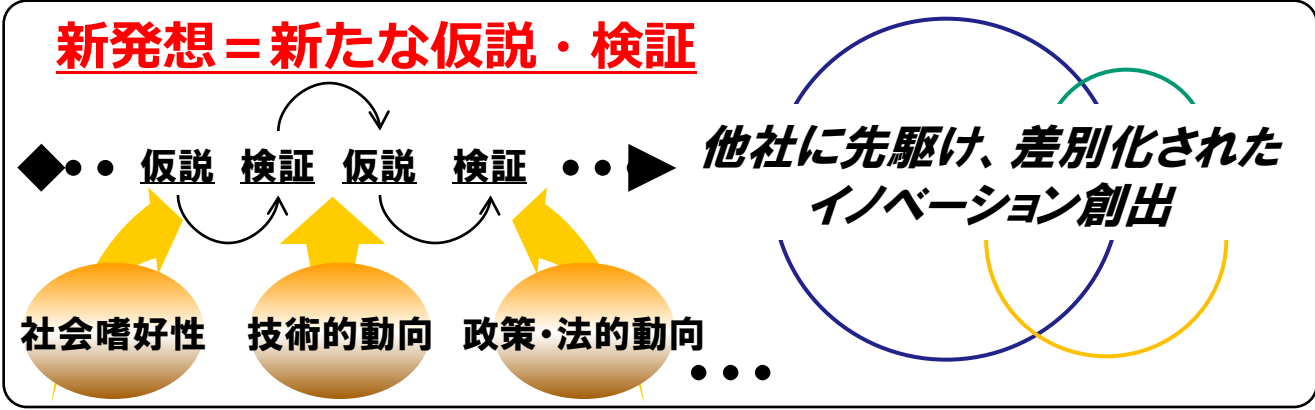 新発想＝新たな仮説・検証
仮説 検証 仮説 検証
他社に先駆け、差別化された
イノベーション創出
社会嗜好性 技術的動向 政策・法的動向